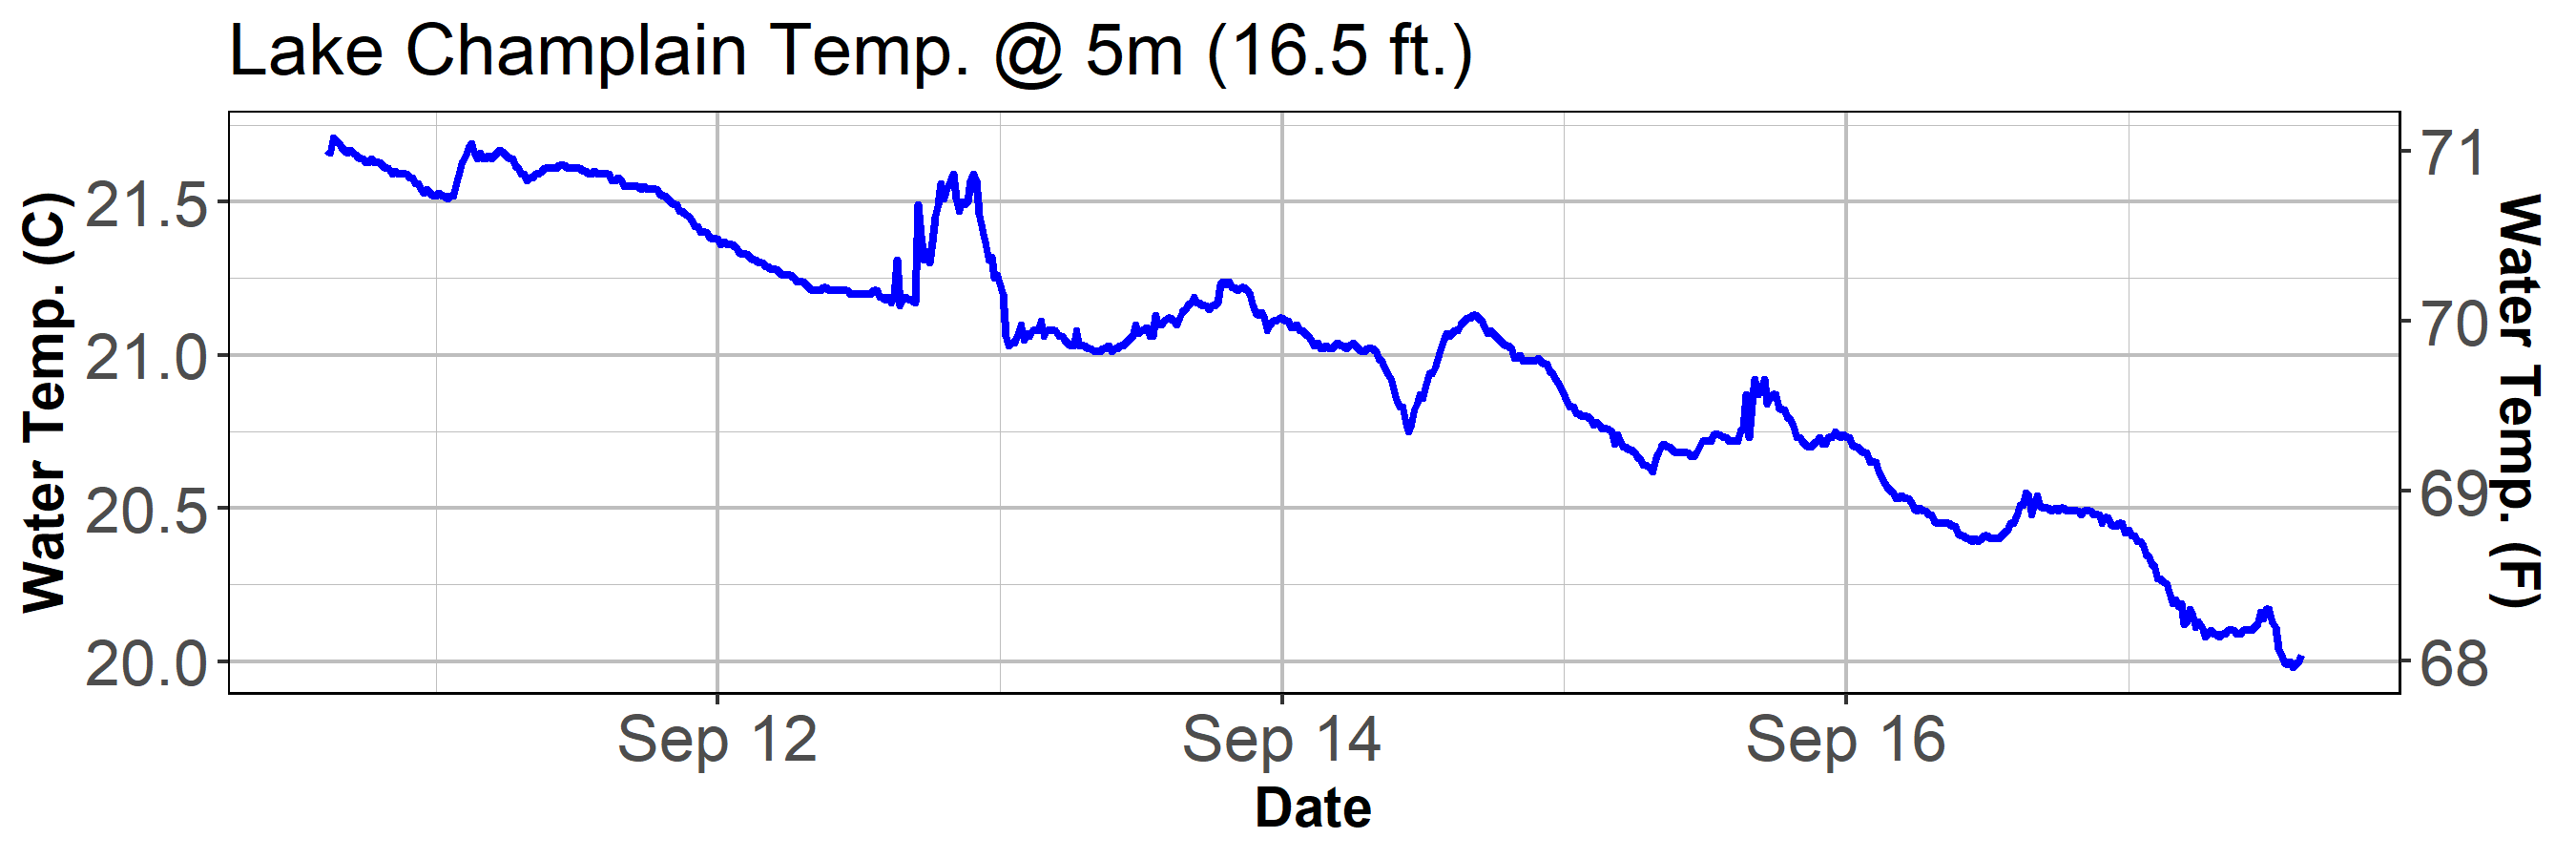 Lake Champlain Temp. @ 5m (16.5 ft.)
Water Temp. (C)
21.5
21.0
20.5
20.0
71
70
69
68
Water Temp. (F)
Sep 12
Sep 14
Sep 16
Date